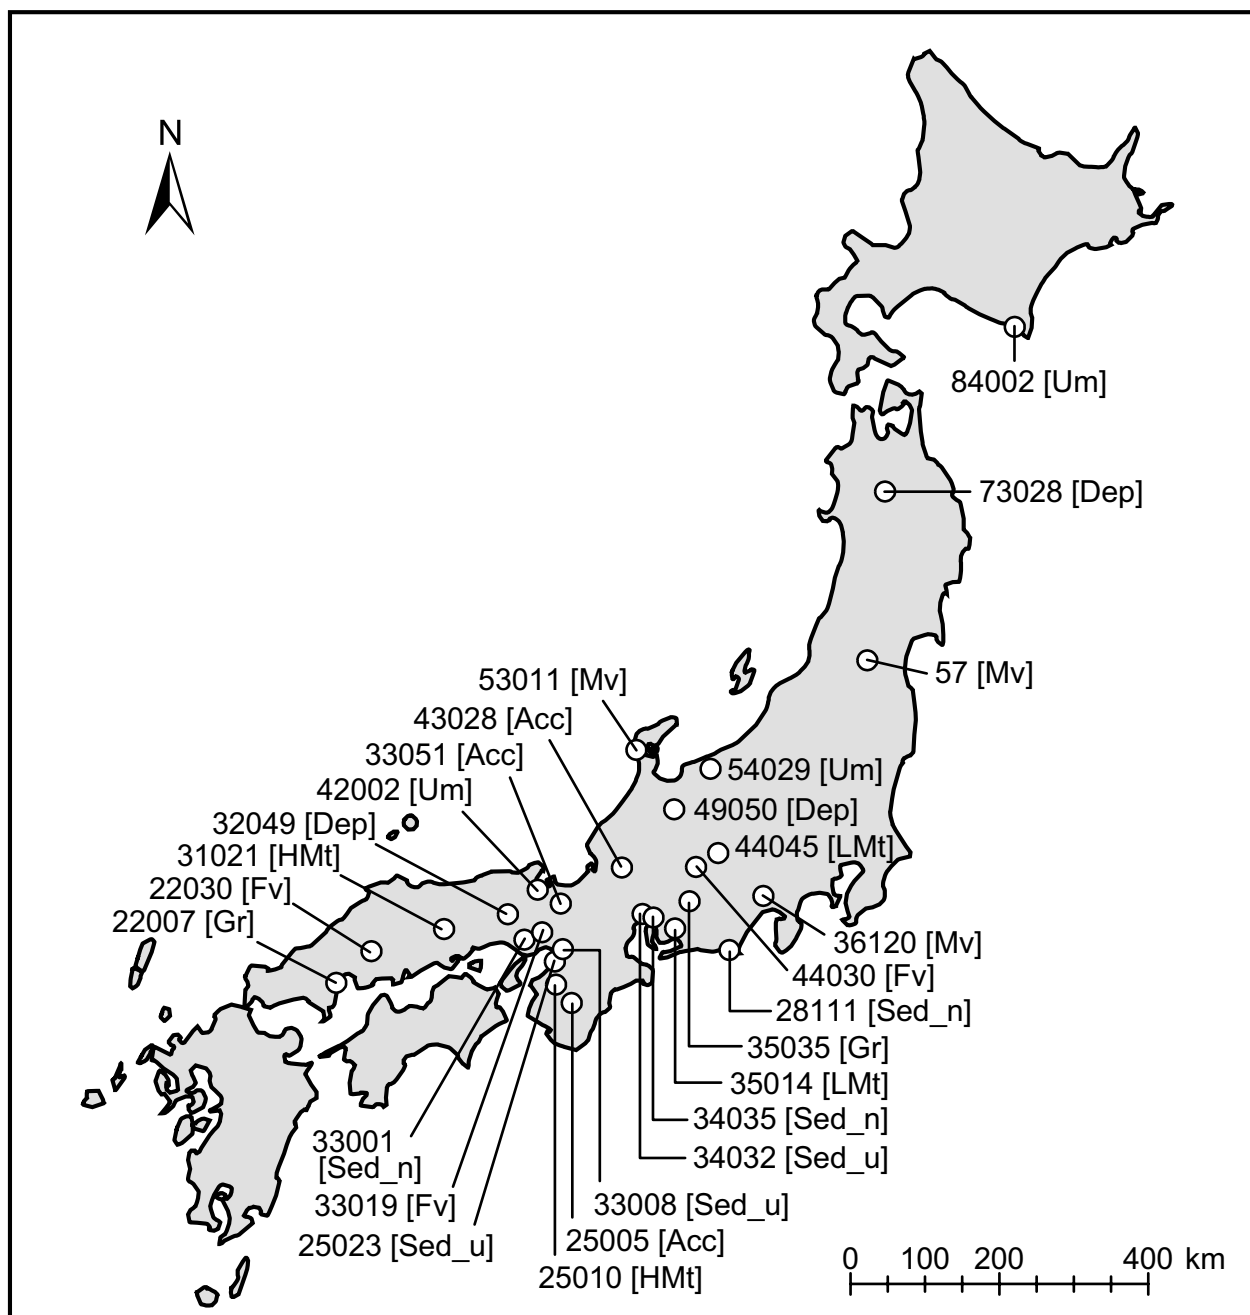 N
84002 [Um]
73028 [Dep]
57 [Mv]
53011 [Mv]
43028 [Acc]
33051 [Acc]
42002 [Um]
32049 [Dep]
31021 [HMt]
22030 [Fv]
22007 [Gr]
54029 [Um]
49050 [Dep]
44045 [LMt]
36120 [Mv]
44030 [Fv]
28111 [Sed_n]
35035 [Gr]
35014 [LMt]
34035 [Sed_n]
34032 [Sed_u]
33001
[Sed_n]
33019 [Fv]
25023 [Sed_u]
33008 [Sed_u]
25005 [Acc]
25010 [HMt]
0 100 200 400 km